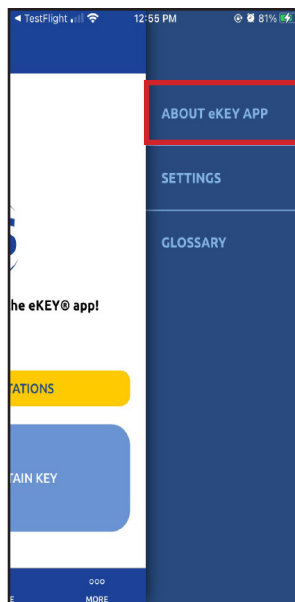 ◀ TestFlight 12:55 PM 81%
ABOUT eKEY APP
SETTINGS
GLOSSARY
he eKEY® app!
TATIONS
TAIN KEY
E MORE